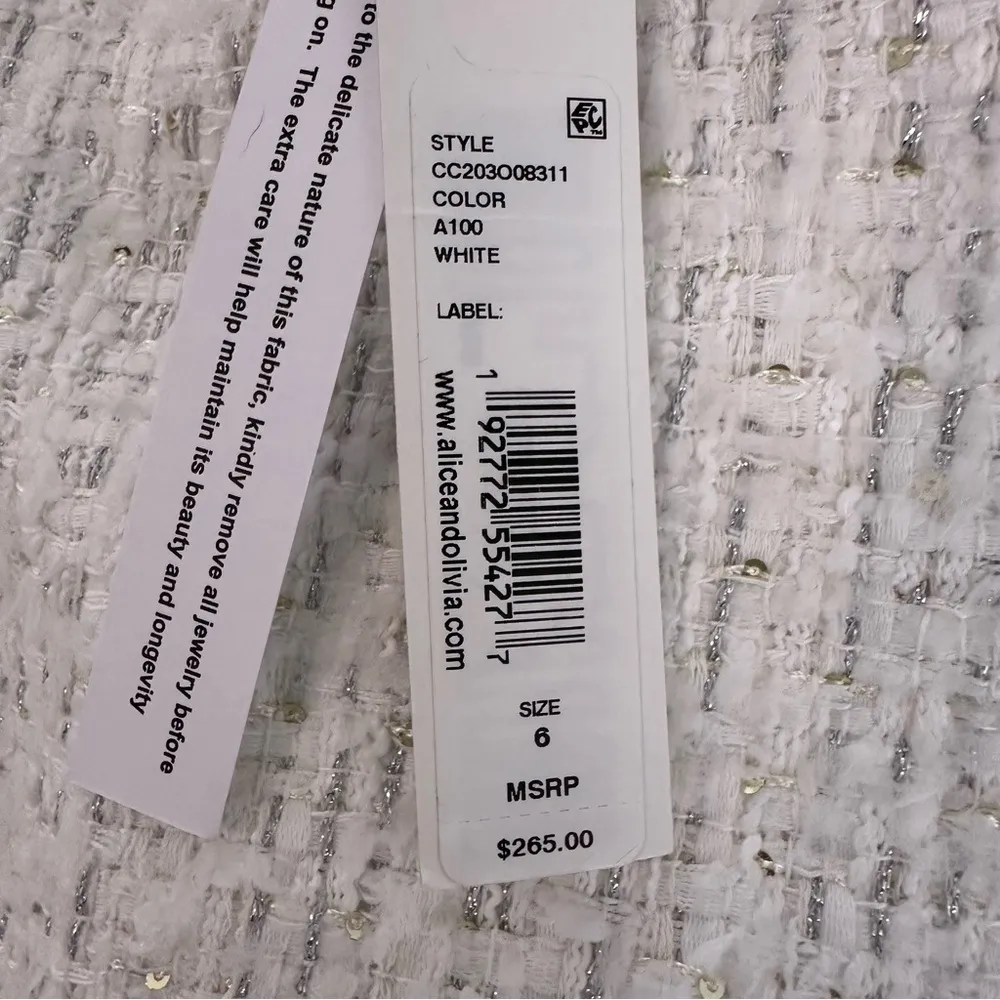 to the delicate nature of this fabric, kindly remove all jewelry before
on. The extra care will help maintain its beauty and longevity
EPC™
STYLE
CC203O08311
COLOR
A100
WHITE
LABEL:
1 92772 55427 7
www.aliceandolivia.com
SIZE
6
MSRP
$265.00